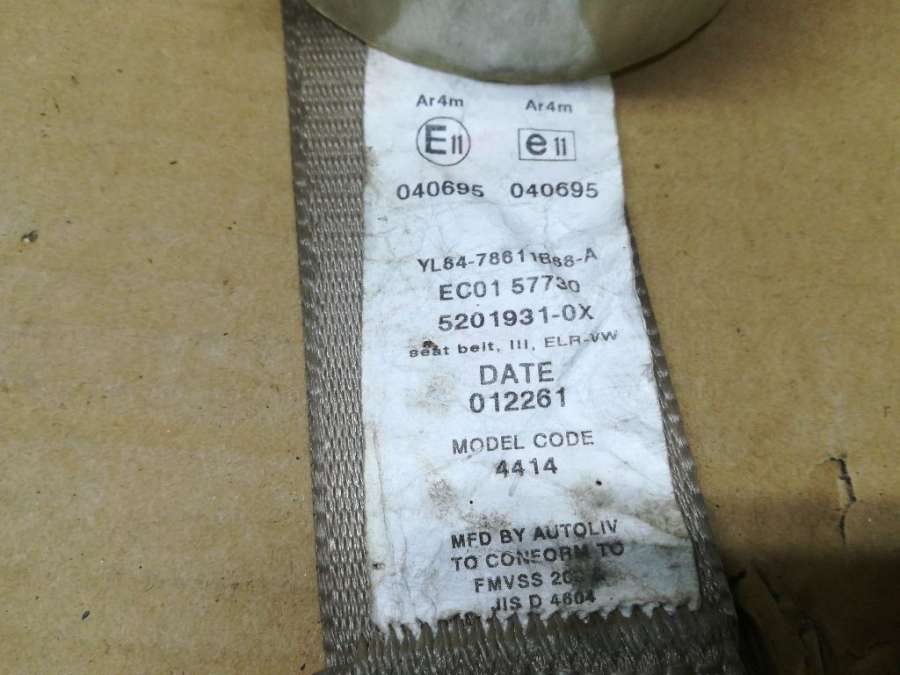 Ar4m Ar4m
E11 e11
040695 040695
YL84-78611B68-A
EC01 57730
5201931-0X
seat belt, III, ELR-VW
DATE
012261
MODEL CODE
4414
MFD BY AUTOLIV
TO CONFORM TO
FMVSS
JIS D 4604